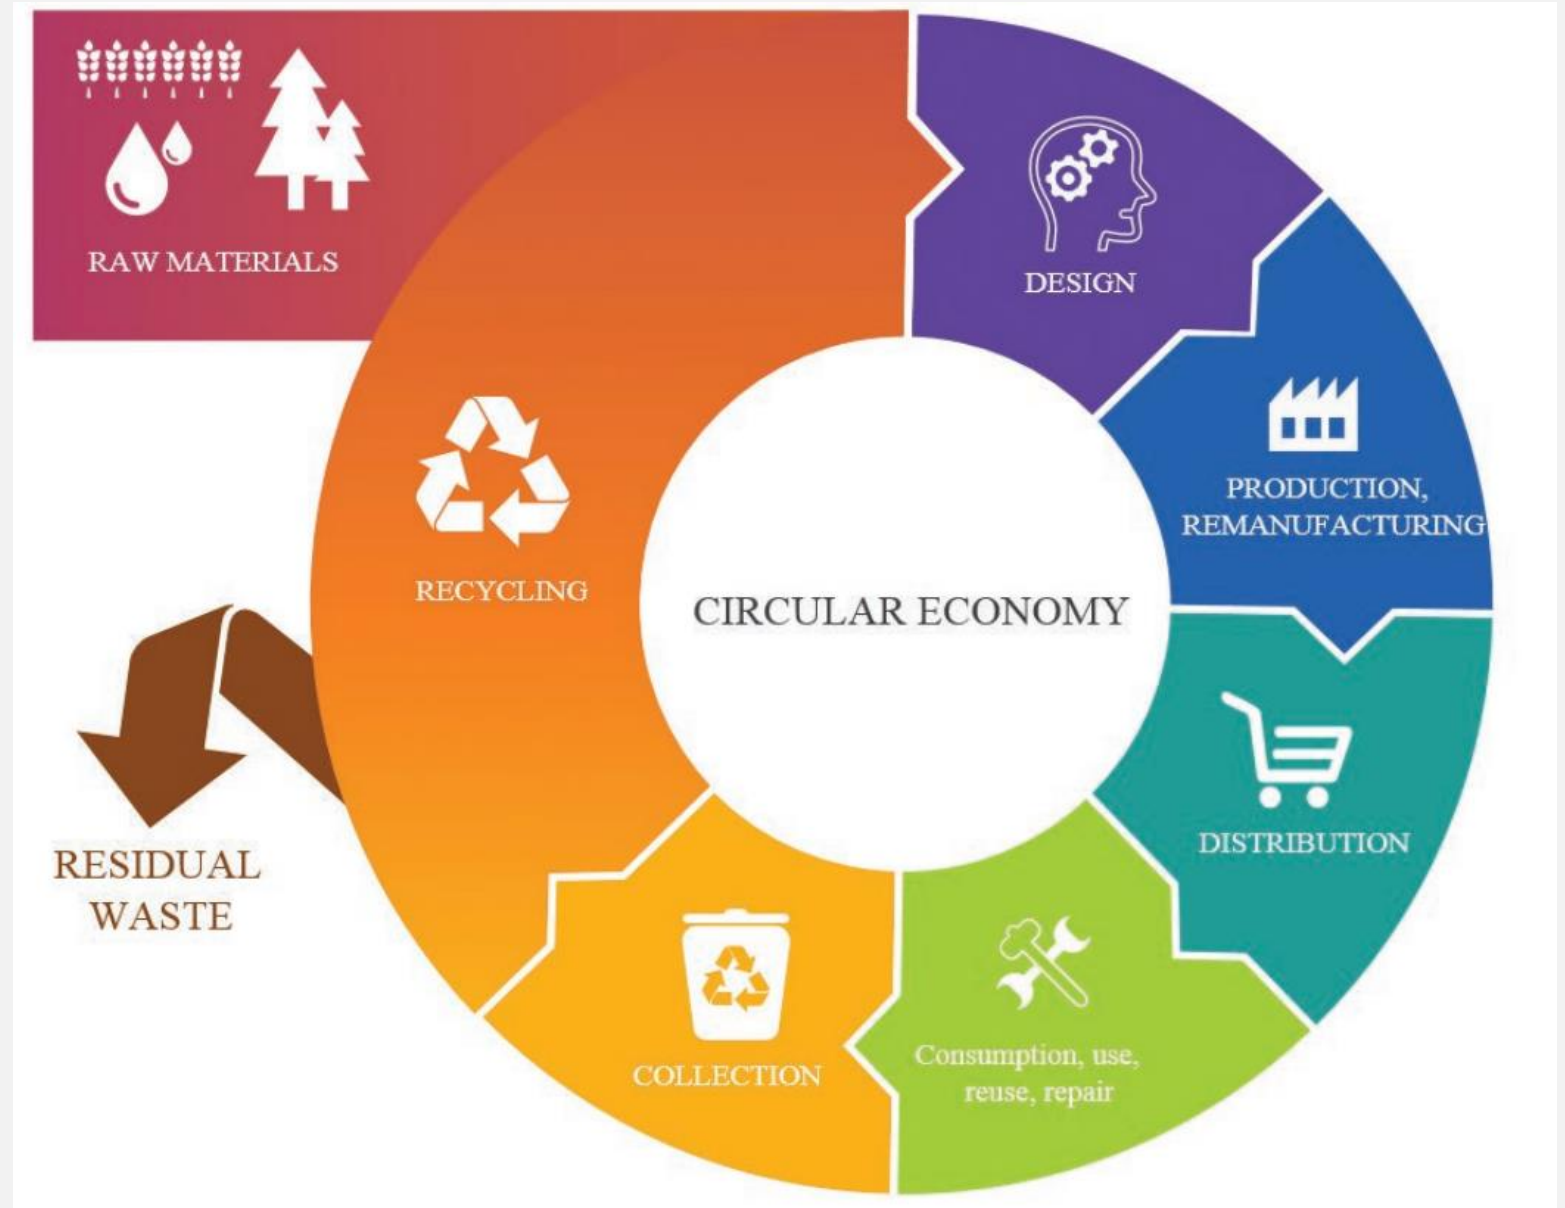 RAW MATERIALS
DESIGN
PRODUCTION,
REMANUFACTURING
RECYCLING
CIRCULAR ECONOMY
DISTRIBUTION
RESIDUAL
WASTE
Consumption, use,
reuse, repair
COLLECTION